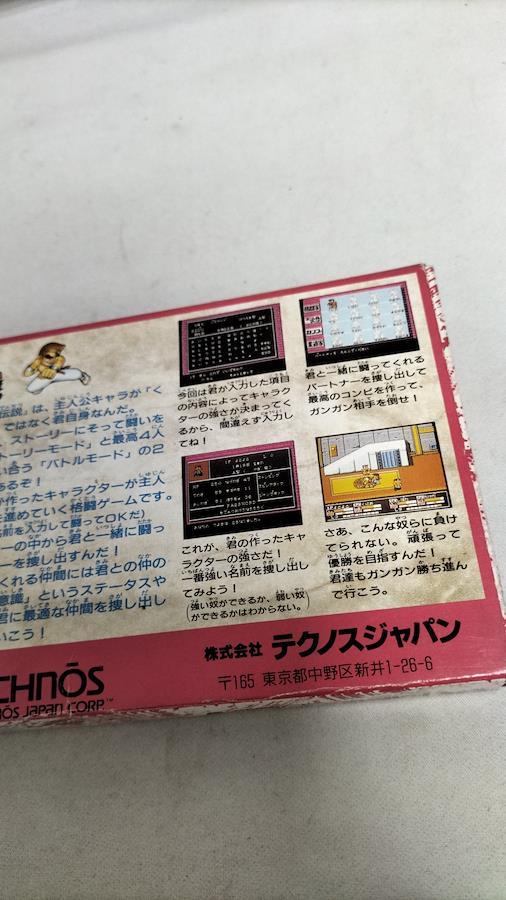 伝説」は、主人公キャラが「く
ではなく君自身なんだ。
ストーリーにそって闘いを
トーリーモード」と最高4人
い合う「バトルモード」の2
あるぞ！
が作ったキャラクターが主人
を進めていく格闘ゲームです。
名前を入力して闘ってOKだ)
ーの中から君と一緒に闘っ
ーを捜し出すんだ！
くれる仲間には君との仲の
意識」というステータスや
君に最適な仲間を捜し出し
いこう！
今回は君が入力した項目
の内容によってキャラク
ターの強さが決まってく
るから、間違えず入力し
てね！
君と一緒に闘ってくれる
パートナーを捜し出して
最高のコンビを作って、
ガンガン相手を倒せ！
これが、君の作ったキャ
ラクターの強さだ！
一番強い名前を捜し出し
てみよう！
(強い奴ができるか、弱い奴
ができるかはわからない。)
さあ、こんな奴らに負け
てられない。頑張って
優勝を目指すんだ！
君達もガンガン勝ち進ん
で行こう。
CHNŌS
NŌS JAPAN CORP.™
株式会社 テクノスジャパン
〒165 東京都中野区新井1-26-6